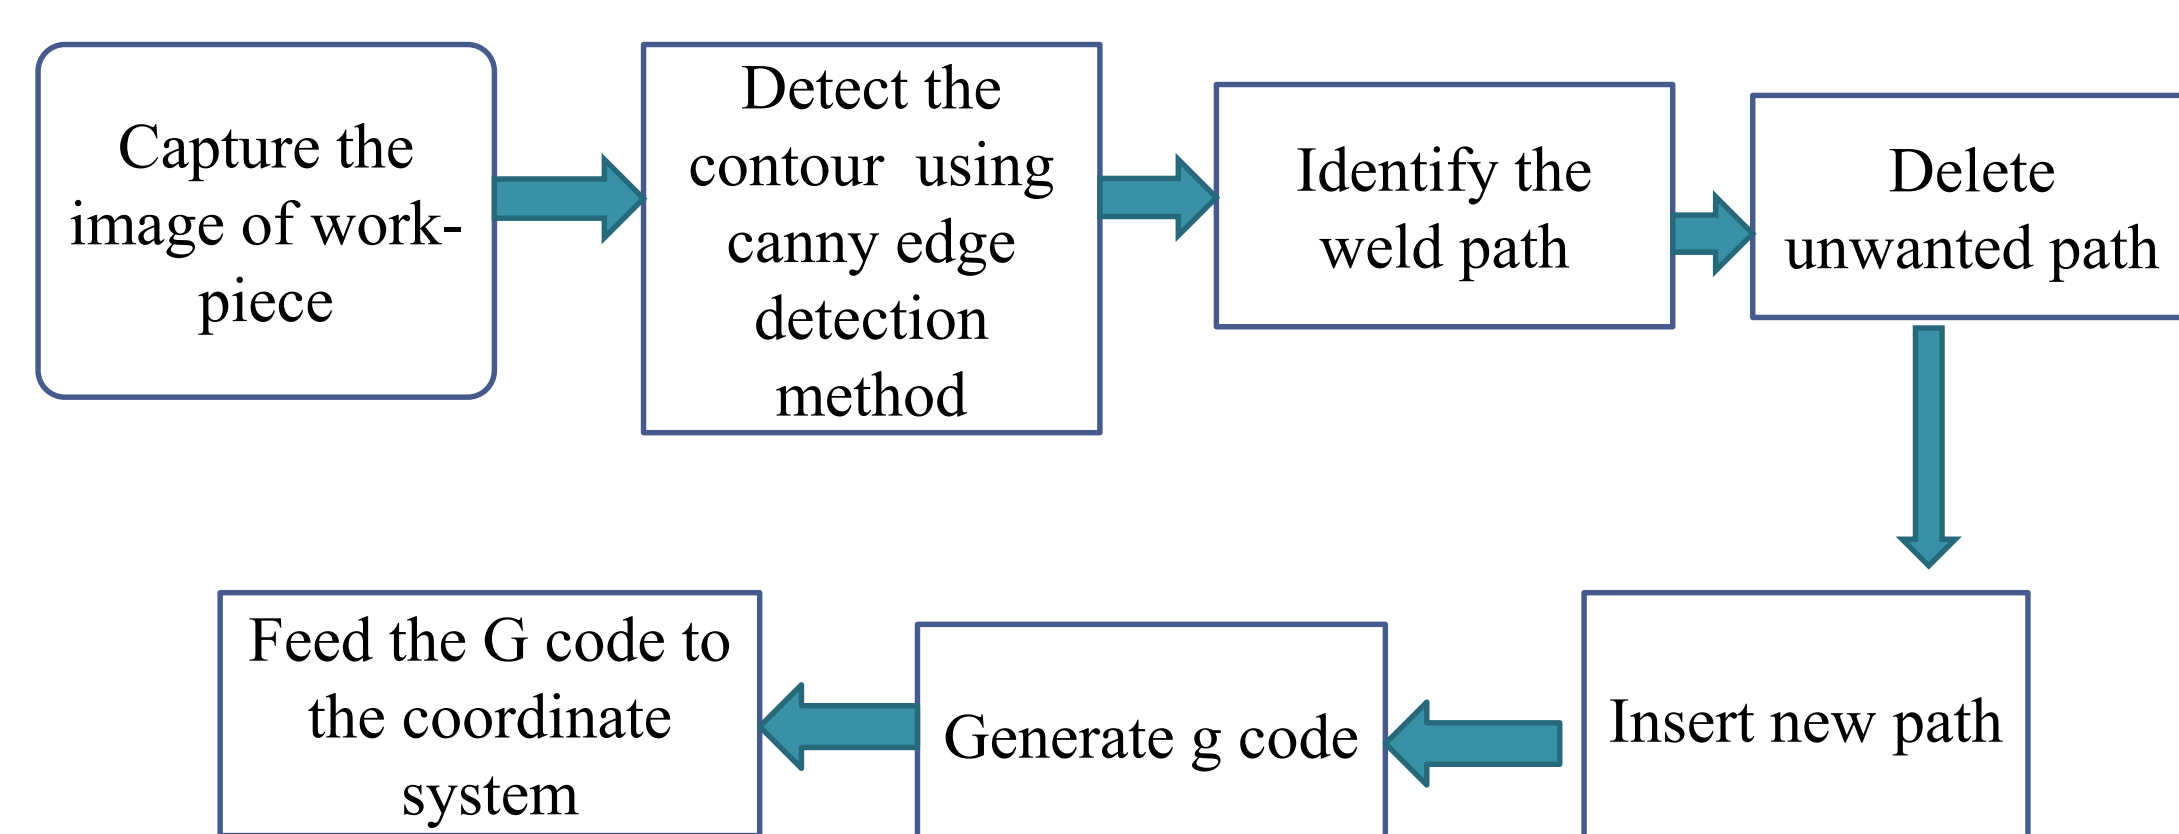 Capture the
image of work-
piece
Detect the
contour  using
canny edge
detection
method
Identify the
weld path
Delete
unwanted path
Insert new path
Generate g code
Feed the G code to
the coordinate
system